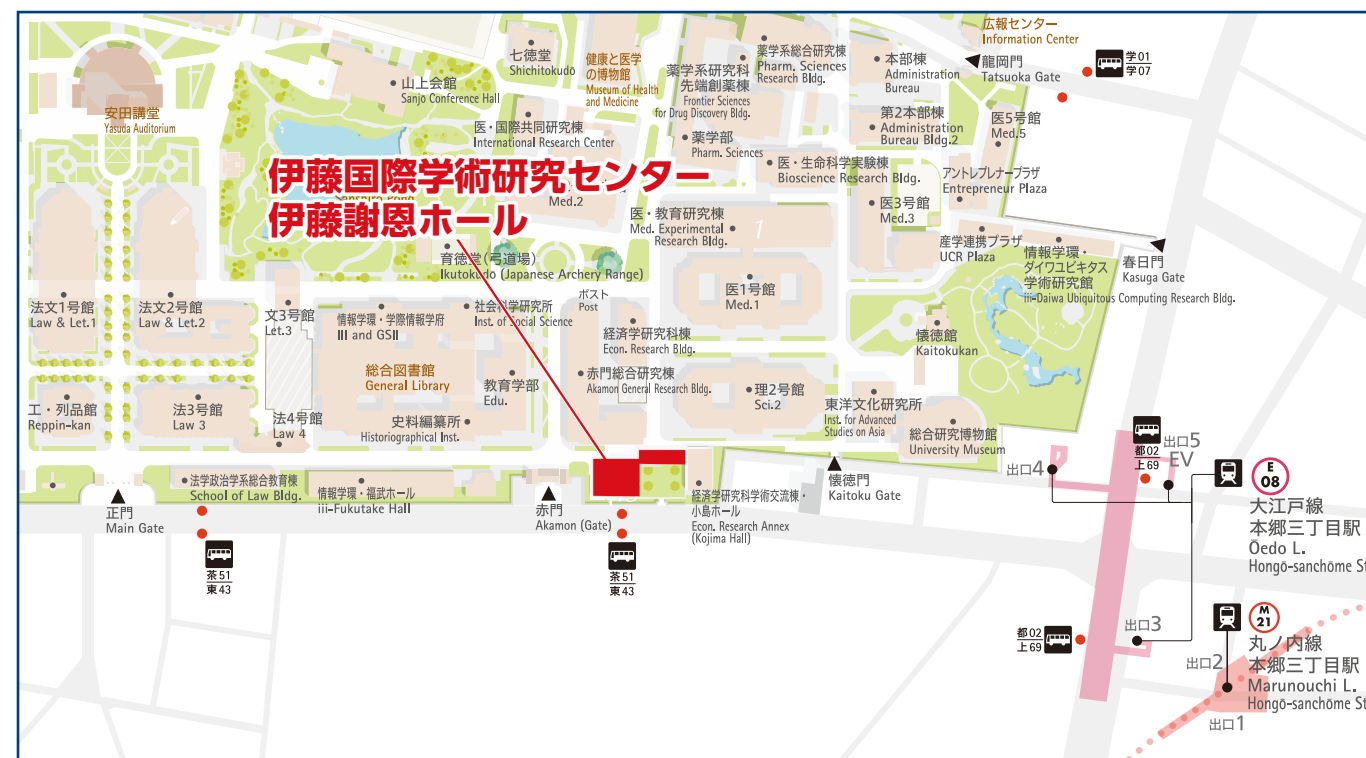 広報センター
Information Center
龍岡門
Tatsuoka Gate
学01
学07
七徳堂
Shichitokudo
健康と医学
の博物館
Museum of Health
and Medicine
薬学系総合研究棟
Pharm. Sciences
Research Bldg.
薬学系研究科
先端創薬棟
Frontier Sciences
for Drug Discovery Bldg.
本部棟
Administration
Bureau
山上会館
Sanjo Conference Hall
安田講堂
Yasuda Auditorium
医・国際共同研究棟
International Research Center
薬学部
Pharm. Sciences
第2本部棟
Administration
Bureau Bldg.2
医5号館
Med.5
医・生命科学実験棟
Bioscience Research Bldg.
アントレプレナープラザ
Entrepreneur Plaza
伊藤国際学術研究センター
伊藤謝恩ホール
Med.2
医・教育研究棟
Med. Experimental
Research Bldg.
1
医3号館
Med.3
産学連携プラザ
UCR Plaza
情報学環・
ダイワユビキタス
学術研究館
iii-Daiwa Ubiquitous Computing Research Bldg.
春日門
Kasuga Gate
育徳堂(弓道場)
Ikutokudo (Japanese Archery Range)
医1号館
Med.1
法文1号館
Law & Let.1
法文2号館
Law & Let.2
文3号館
Let.3
情報学環・学際情報学府
III and GSII
社会科学研究所
Inst. of Social Science
ポスト
Post
経済学研究科棟
Econ. Research Bldg.
懐徳館
Kaitokukan
総合図書館
General Library
教育学部
Edu.
赤門総合研究棟
Akamon General Research Bldg.
理2号館
Sci.2
東洋文化研究所
Inst. for Advanced
Studies on Asia
総合研究博物館
University Museum
工・列品館
Reppin-kan
法3号館
Law 3
法4号館
Law 4
史料編纂所
Historiographical Inst.
都02
上69
出口5
EV
出口4
E
08
大江戸線
本郷三丁目駅
Ōedo L.
Hongō-sanchōme St
正門
Main Gate
法学政治学系総合教育棟
School of Law Bldg.
情報学環・福武ホール
iii-Fukutake Hall
赤門
Akamon (Gate)
経済学研究科学術交流棟・
小島ホール
Econ. Research Annex
(Kojima Hall)
懐徳門
Kaitoku Gate
茶51
東43
茶51
東43
都02
上69
出口3
M
21
丸ノ内線
本郷三丁目駅
Marunouchi L.
Hongō-sanchōme St
出口2
出口1